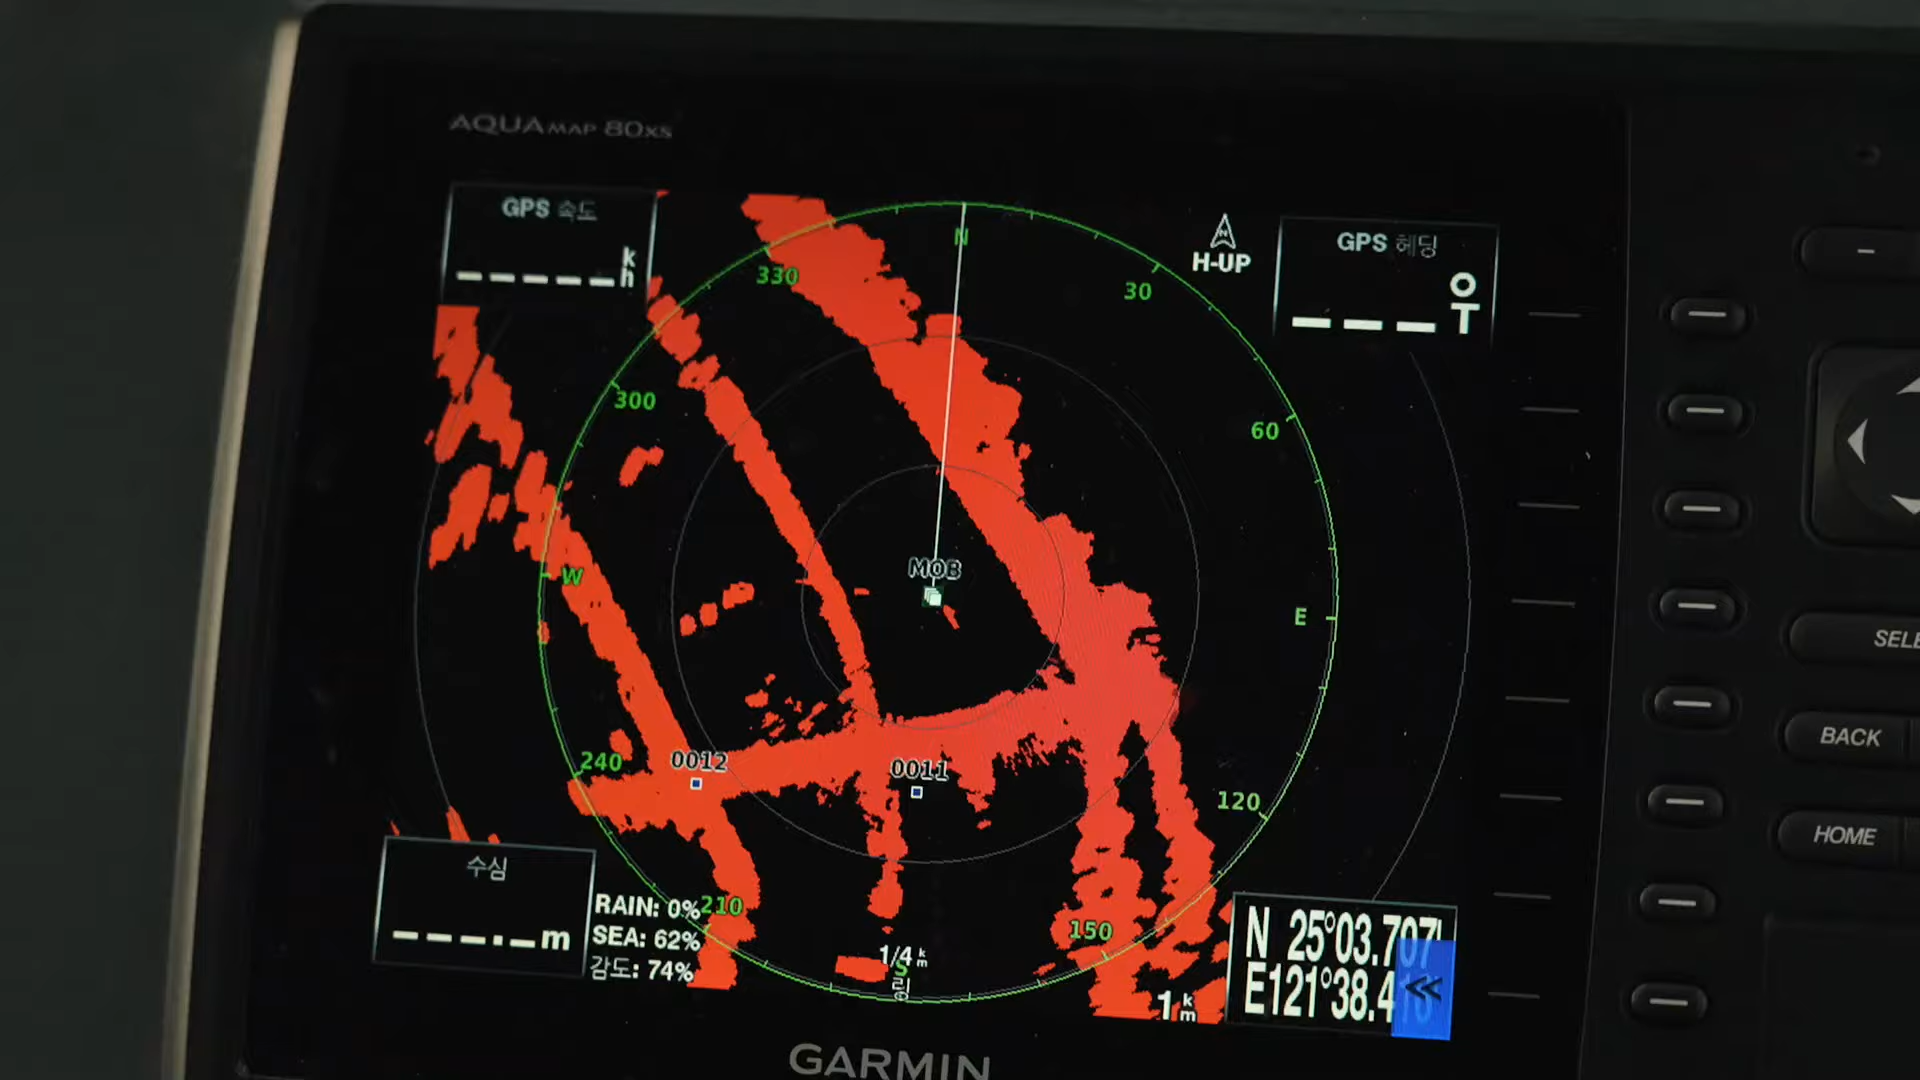 AQUAMAP 80xs
GPS 속도
k
h
GPS 헤딩
O
T
N
H-UP
N
330
30
300
60
MOB
W
E
0012
0011
240
120
수심
m
RAIN: 0%
SEA: 62%
감도: 74%
210
150
1/4 k
m
S
링
1 k
m
N 25°03.707'
E121°38.4
«
GARMIN
SELE
BACK
HOME